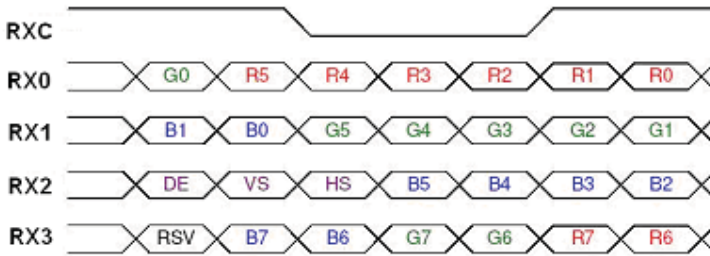 RXC
RX0 G0 R5 R4 R3 R2 R1 R0
RX1 B1 B0 G5 G4 G3 G2 G1
RX2 DE VS HS B5 B4 B3 B2
RX3 RSV B7 B6 G7 G6 R7 R6